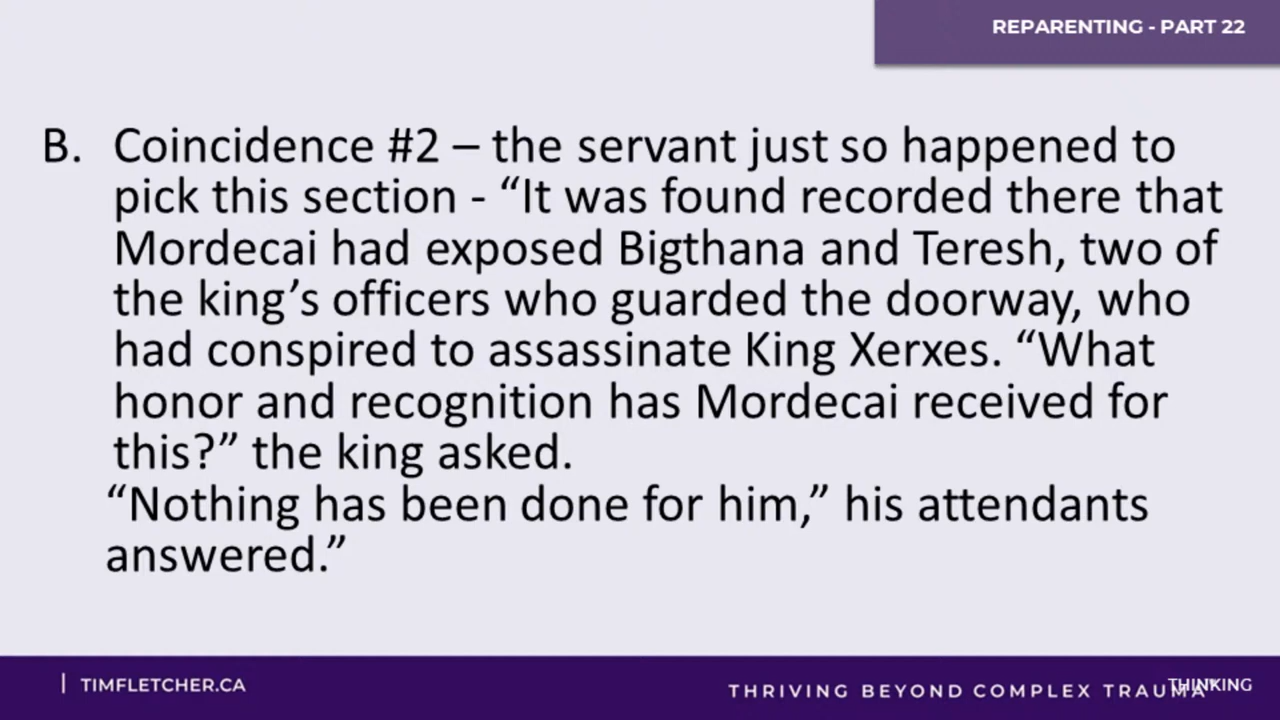 REPARENTING - PART 22
B. Coincidence #2 – the servant just so happened to
pick this section - “It was found recorded there that
Mordecai had exposed Bigthana and Teresh, two of
the king’s officers who guarded the doorway, who
had conspired to assassinate King Xerxes. “What
honor and recognition has Mordecai received for
this?” the king asked.
“Nothing has been done for him,” his attendants
answered.”
| TIMFLETCHER.CA
THRIVING BEYOND COMPLEX TRAUMA
THINKING